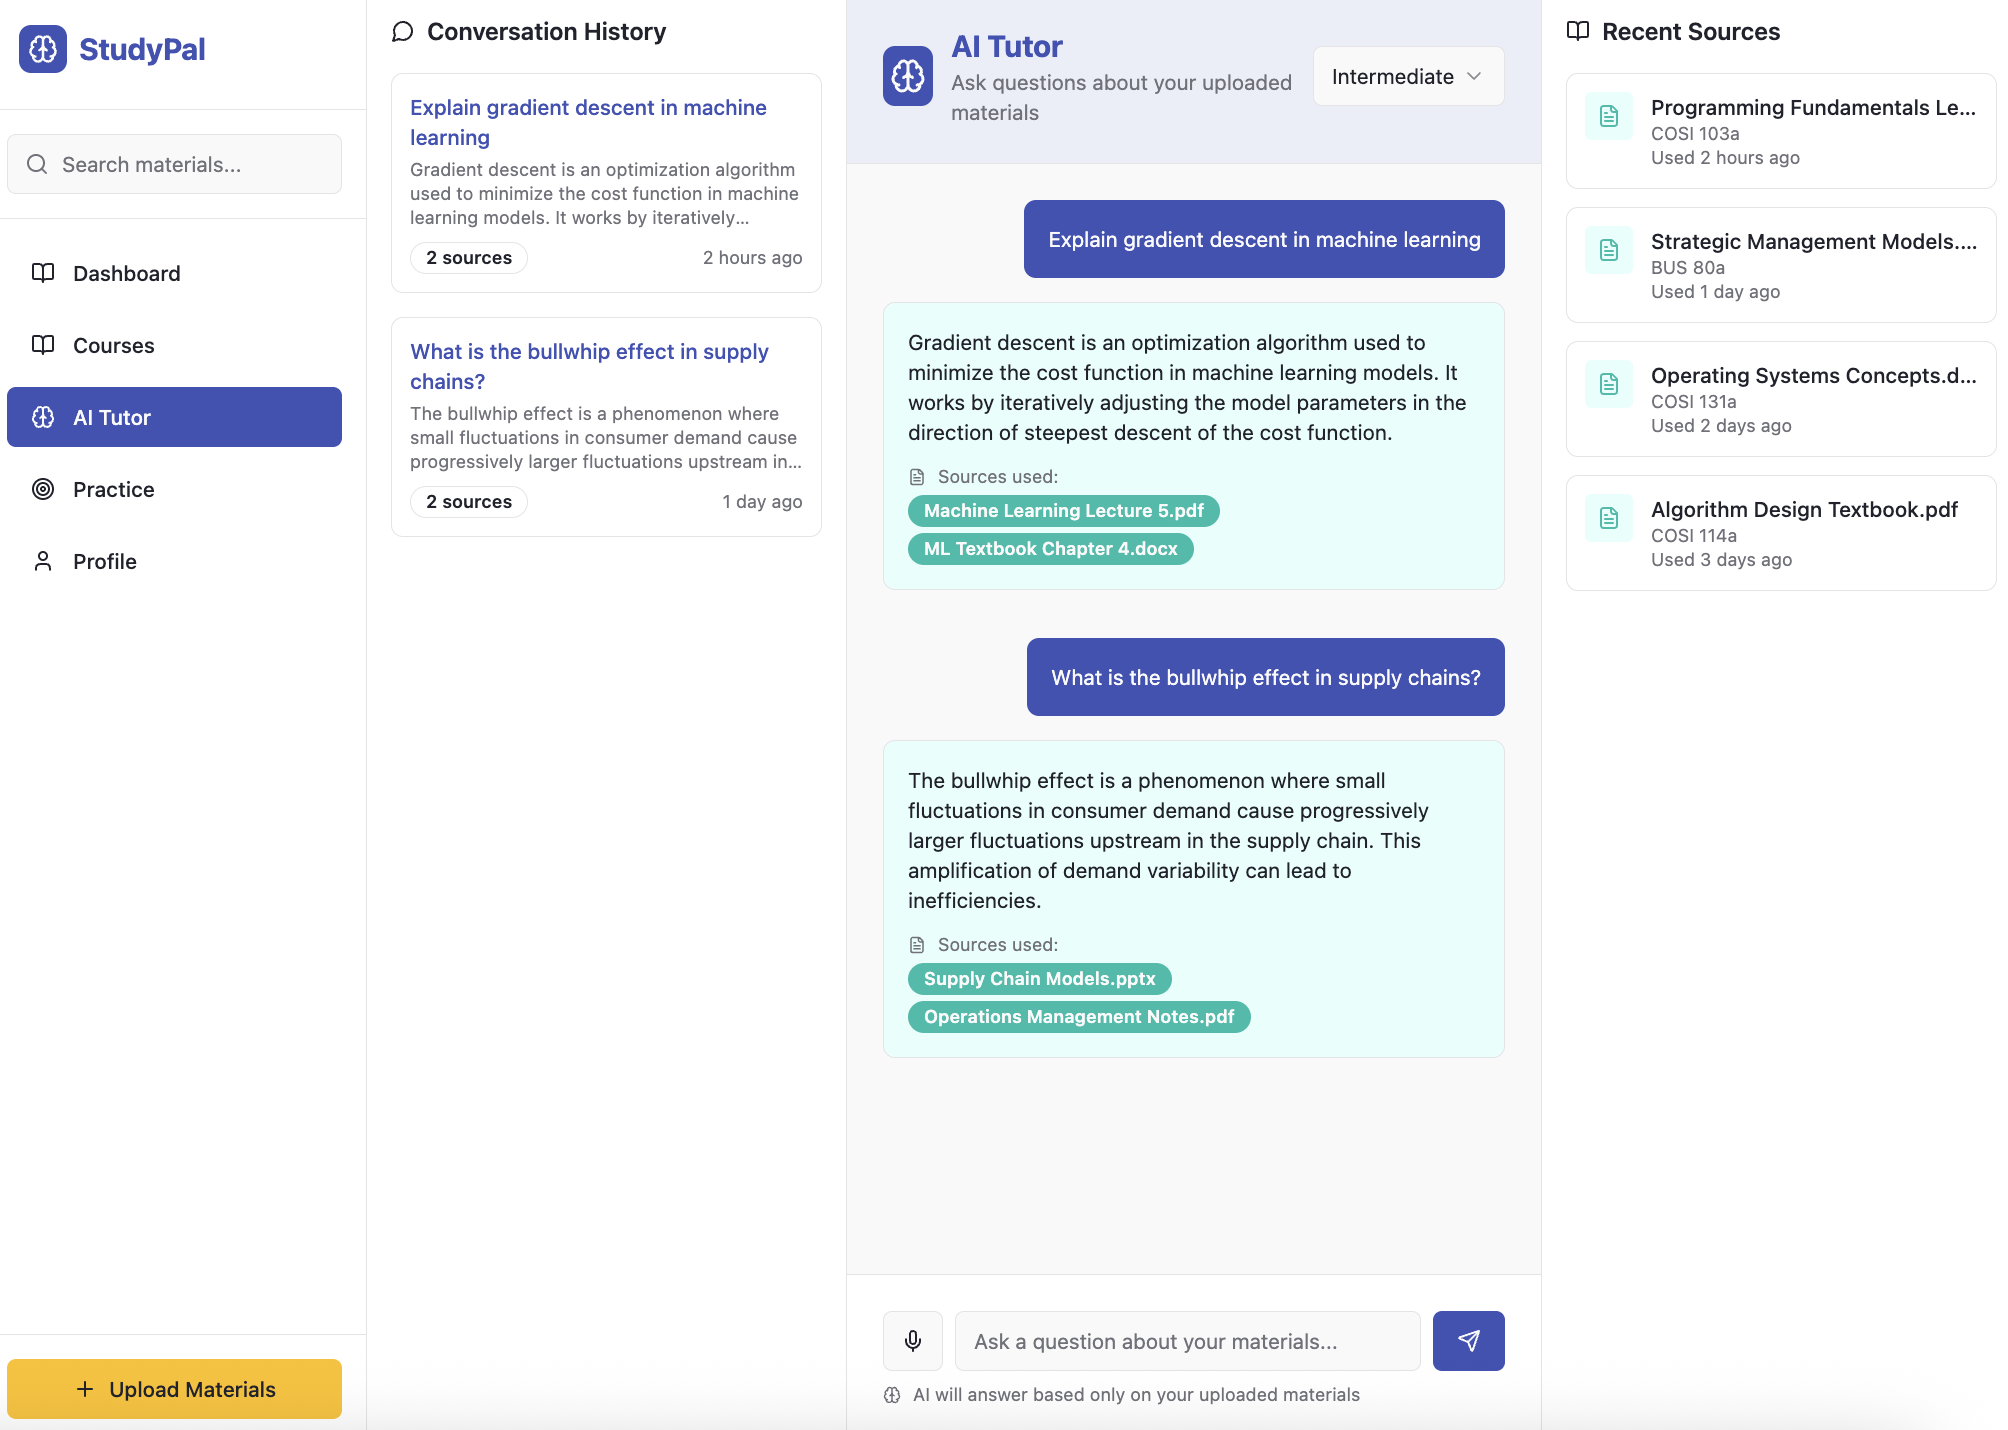 StudyPal
Search materials...
Dashboard
Courses
AI Tutor
Practice
Profile
Upload Materials
Conversation History
Explain gradient descent in machine
learning
Gradient descent is an optimization algorithm
used to minimize the cost function in machine
learning models. It works by iteratively...
2 sources
2 hours ago
What is the bullwhip effect in supply
chains?
The bullwhip effect is a phenomenon where
small fluctuations in consumer demand cause
progressively larger fluctuations upstream in...
2 sources
1 day ago
AI Tutor
Ask questions about your uploaded
materials
Intermediate
Explain gradient descent in machine learning
Gradient descent is an optimization algorithm used to
minimize the cost function in machine learning models. It
works by iteratively adjusting the model parameters in the
direction of steepest descent of the cost function.
Sources used:
Machine Learning Lecture 5.pdf
ML Textbook Chapter 4.docx
What is the bullwhip effect in supply chains?
The bullwhip effect is a phenomenon where small
fluctuations in consumer demand cause progressively
larger fluctuations upstream in the supply chain. This
amplification of demand variability can lead to
inefficiencies.
Sources used:
Supply Chain Models.pptx
Operations Management Notes.pdf
Ask a question about your materials...
AI will answer based only on your uploaded materials
Recent Sources
Programming Fundamentals Le...
COSI 103a
Used 2 hours ago
Strategic Management Models....
BUS 80a
Used 1 day ago
Operating Systems Concepts.d...
COSI 131a
Used 2 days ago
Algorithm Design Textbook.pdf
COSI 114a
Used 3 days ago